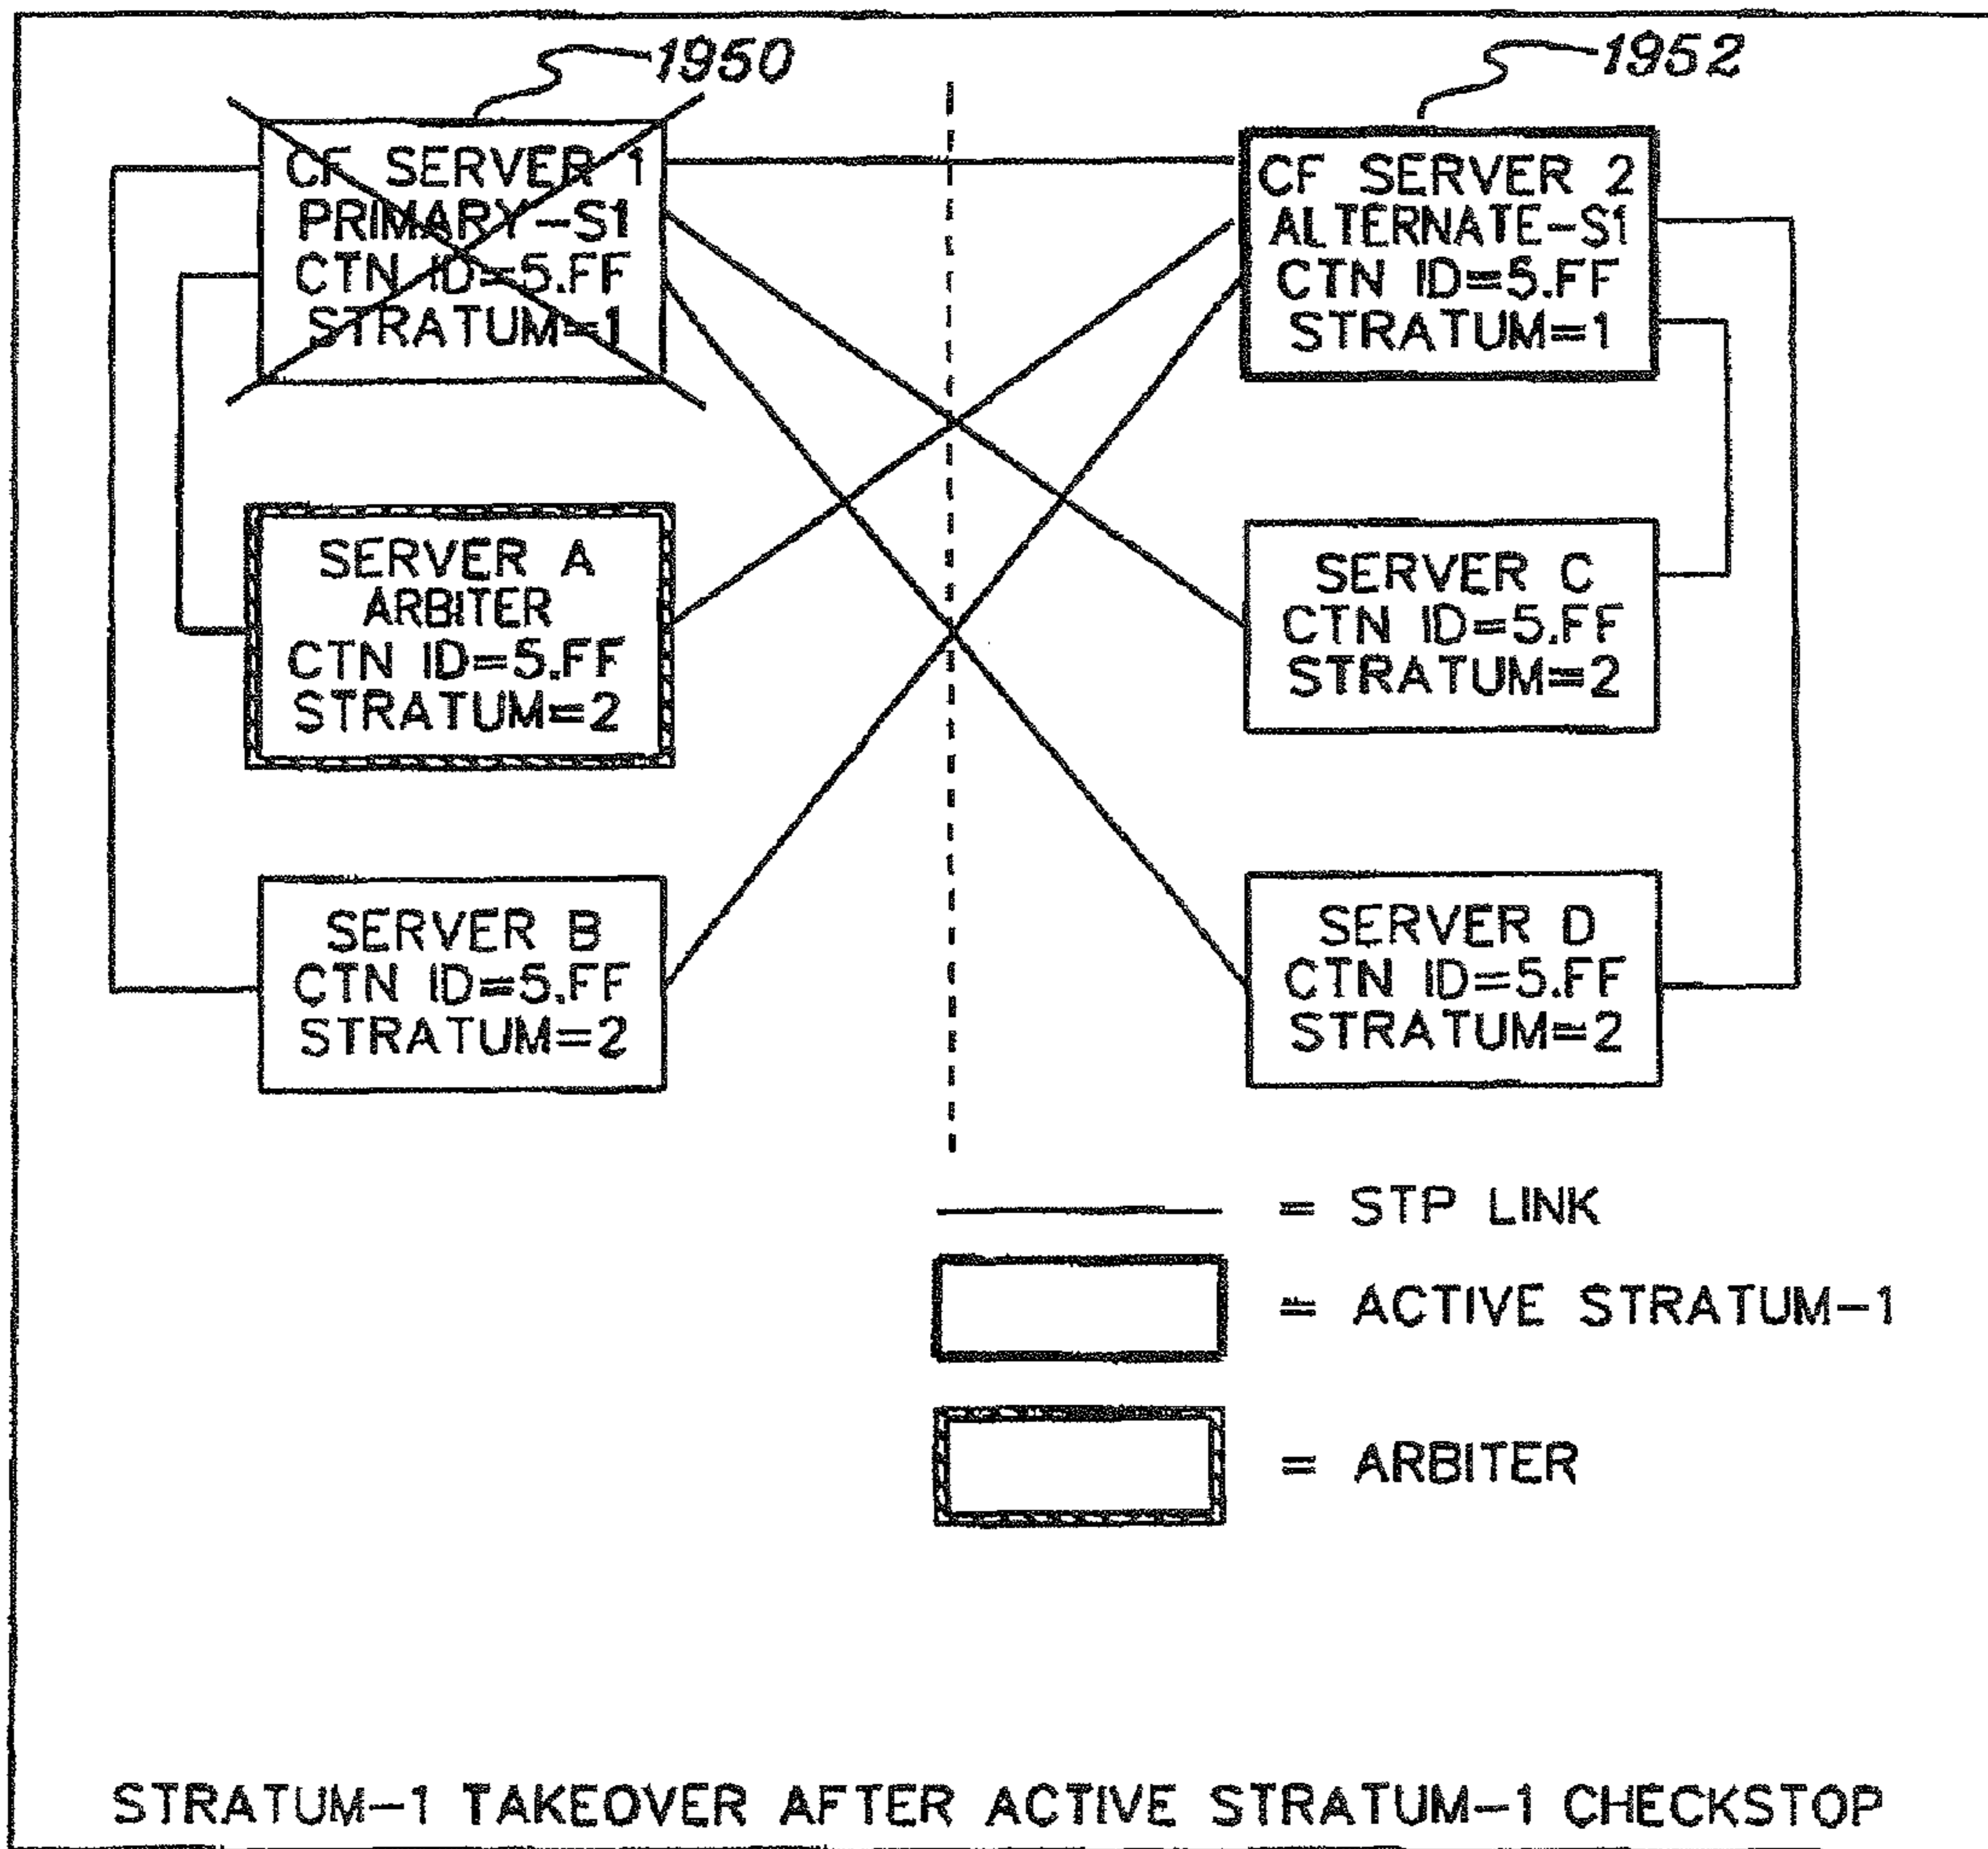 1950
CF SERVER 1
PRIMARY-S1
CTN ID=5.FF
STRATUM=1
1952
CF SERVER 2
ALTERNATE-S1
CTN ID=5.FF
STRATUM=1
SERVER A
ARBITER
CTN ID=5.FF
STRATUM=2
SERVER C
CTN ID=5.FF
STRATUM=2
SERVER B
CTN ID=5.FF
STRATUM=2
SERVER D
CTN ID=5.FF
STRATUM=2
= STP LINK
= ACTIVE STRATUM-1
= ARBITER
STRATUM-1 TAKEOVER AFTER ACTIVE STRATUM-1 CHECKSTOP